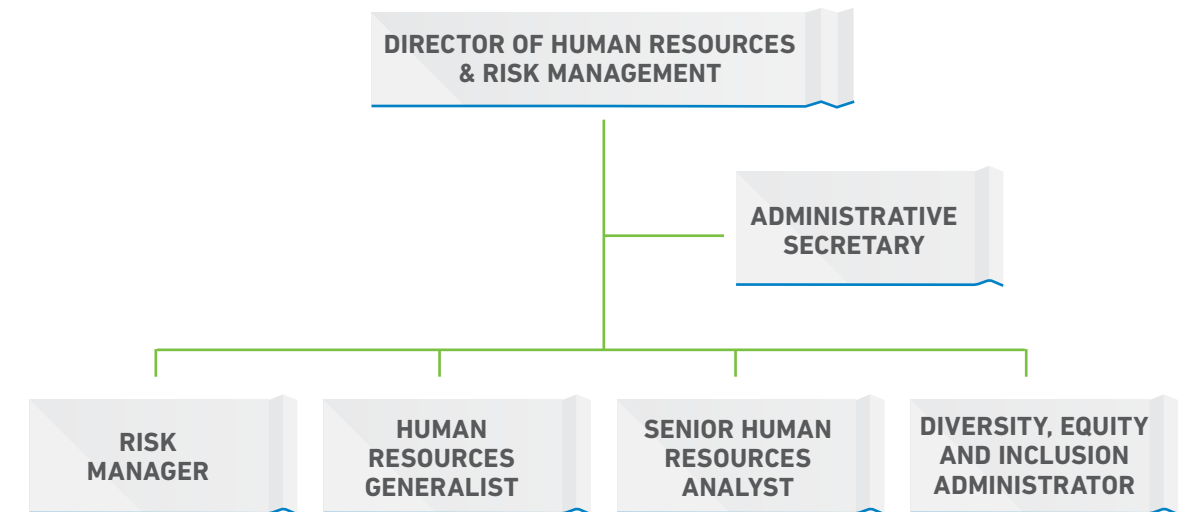 DIRECTOR OF HUMAN RESOURCES
& RISK MANAGEMENT
ADMINISTRATIVE
SECRETARY
RISK
MANAGER
HUMAN
RESOURCES
GENERALIST
SENIOR HUMAN
RESOURCES
ANALYST
DIVERSITY, EQUITY
AND INCLUSION
ADMINISTRATOR